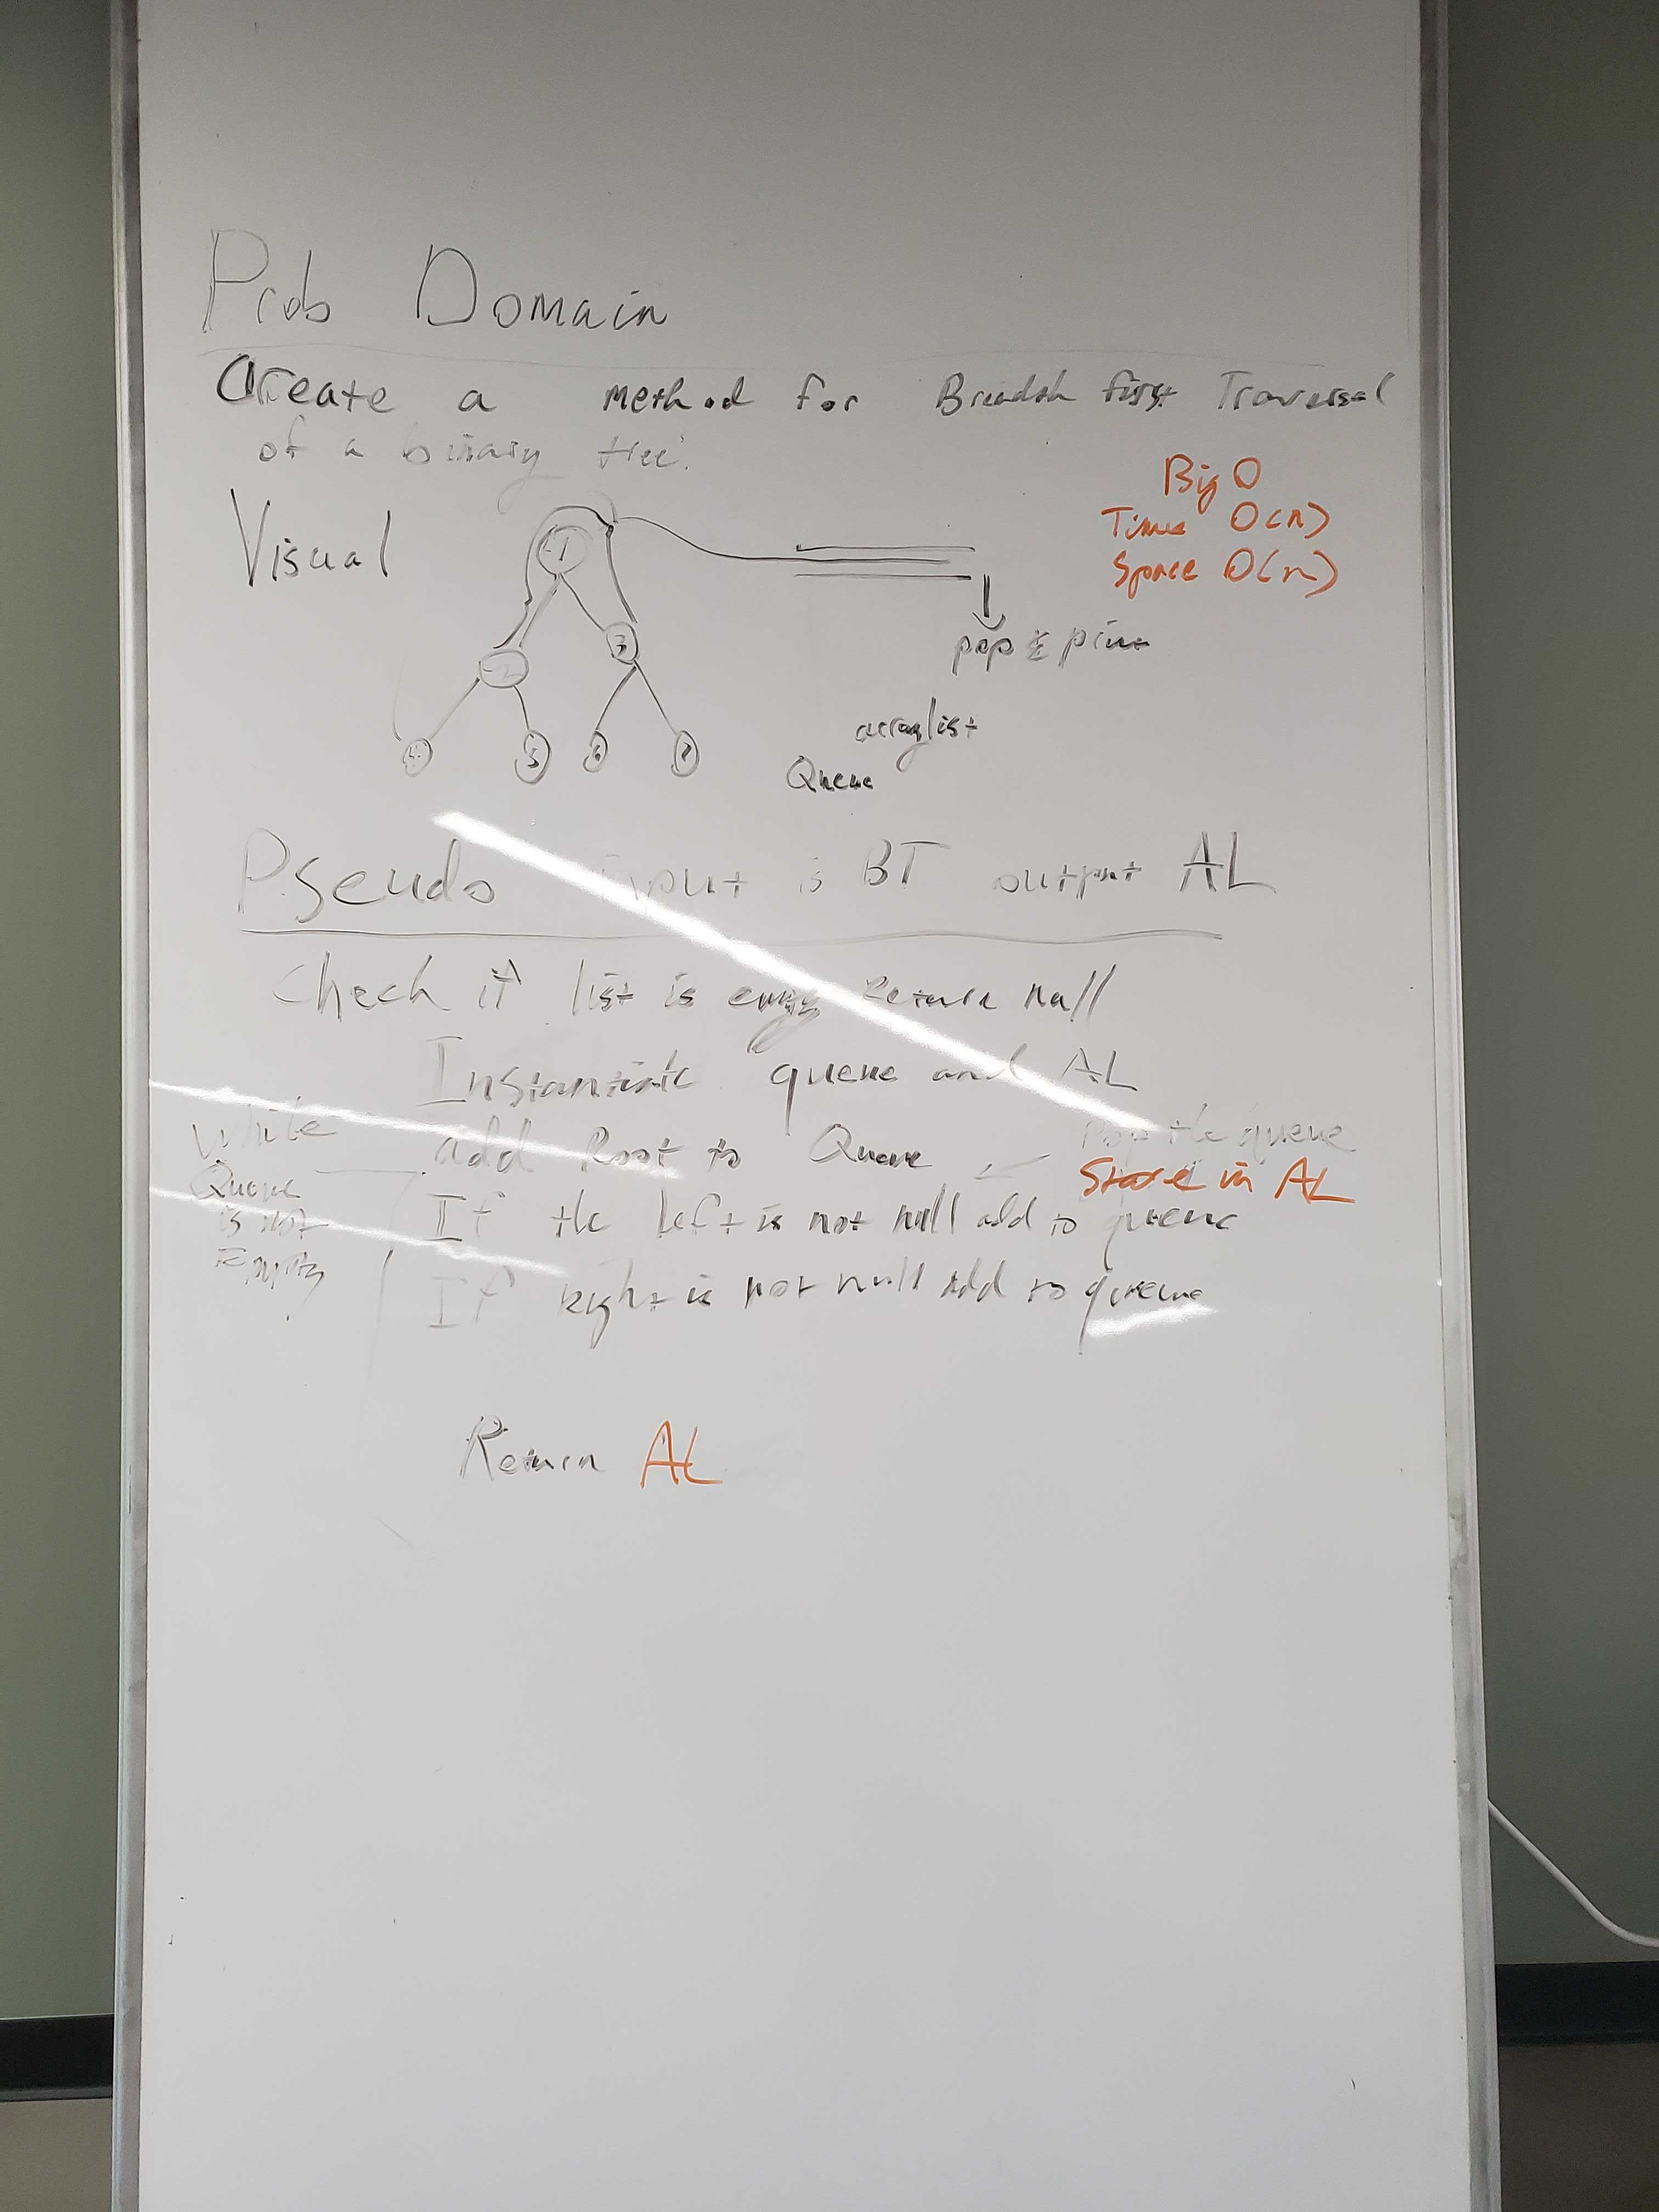 Prob Domain
Create a method for Breadth first Traversal
of a binary tree.
Big O
Time O(n)
Space O(n)
Visual
1
2
3
4
5
6
7
pop & print
arraylist
Queue
Pseudo input is BT output AL
Check if list is empty return null
Instantiate queue and AL
add Root to Queue
Pop the queue
Store in AL
While
Queue
is not
Empty
If the left is not null add to queue
If right is not null add to queue
Return AL